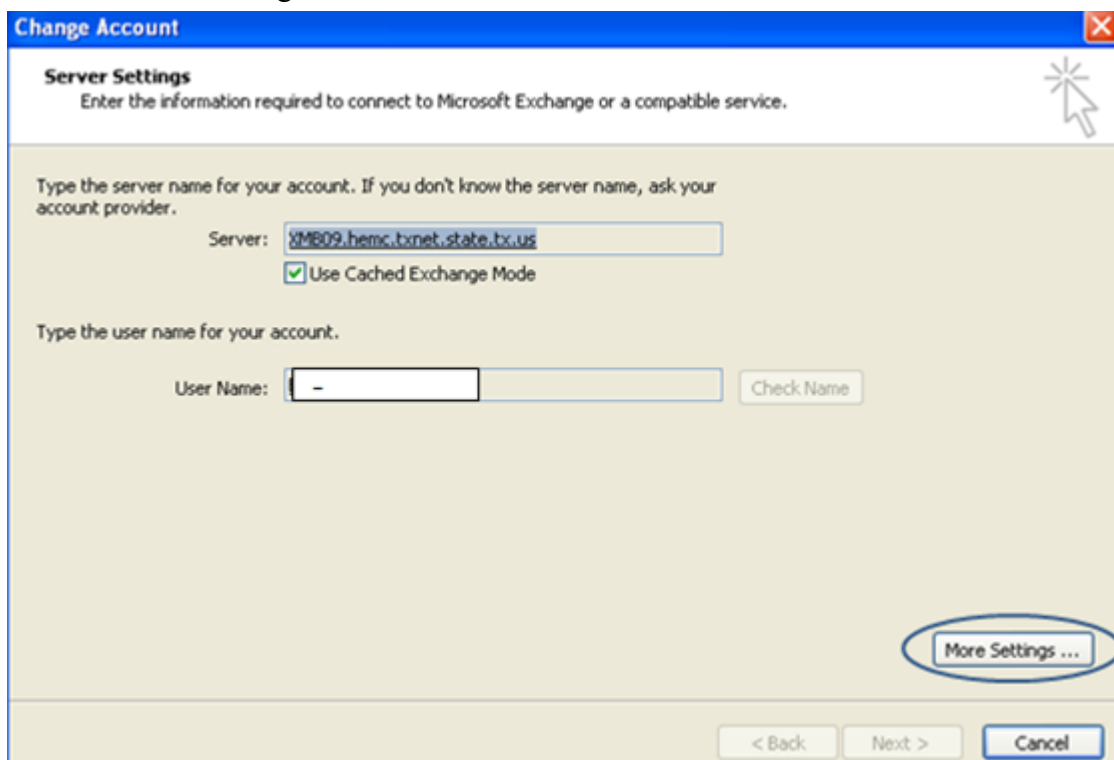 Change Account
Server Settings
Enter the information required to connect to Microsoft Exchange or a compatible service.
Type the server name for your account. If you don't know the server name, ask your
account provider.
Server: XMB09.hemc.txnet.state.tx.us
Use Cached Exchange Mode
Type the user name for your account.
User Name: –
Check Name
More Settings ...
< Back Next > Cancel